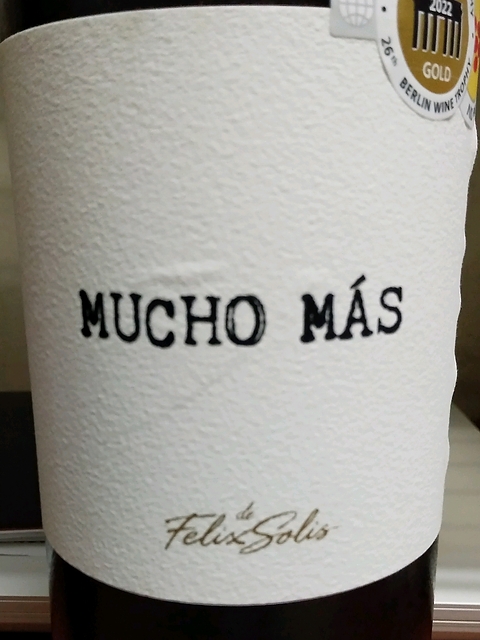 2022
GOLD
26th BERLIN WINE TROPHY
MUCHO MÁS
de
Felix Solis